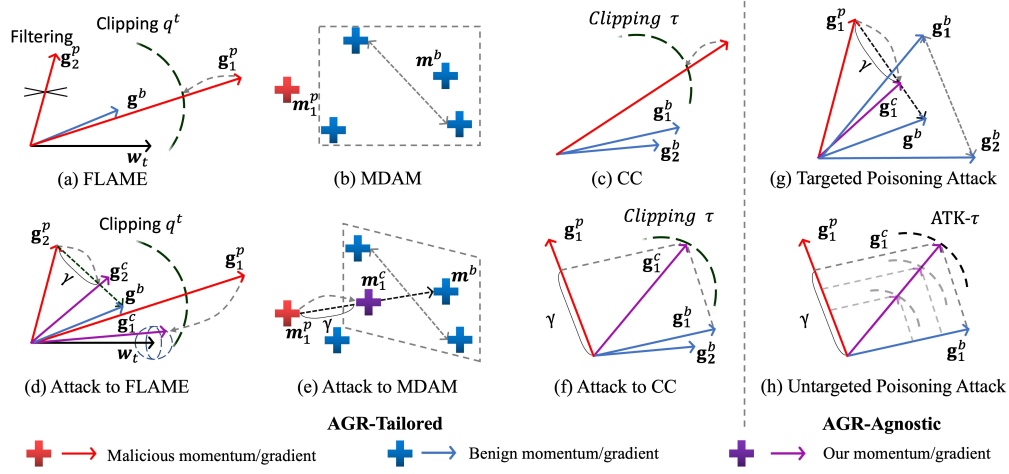 Clipping q^t
Filtering
g_2^p
g_1^p
g^b
w_t
(a) FLAME
m^b
m_1^p
(b) MDAM
Clipping τ
g_1^b
g_2^b
(c) CC
g_1^p
g_1^b
γ
g_1^c
g^b
g_2^b
(g) Targeted Poisoning Attack
Clipping q^t
g_2^p
g_1^p
γ
g_2^c
g^b
g_1^c
w_t
(d) Attack to FLAME
m_1^c
m^b
m_1^p
γ
(e) Attack to MDAM
Clipping τ
g_1^p
g_1^c
γ
g_1^b
g_2^b
(f) Attack to CC
ATK-τ
g_1^p
g_1^c
γ
g_1^b
(h) Untargeted Poisoning Attack
AGR-Tailored
AGR-Agnostic
Malicious momentum/gradient
Benign momentum/gradient
Our momentum/gradient